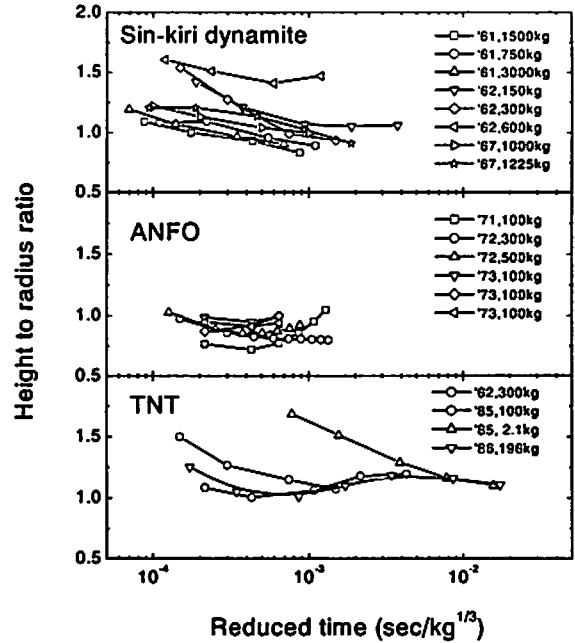 2.0
Sin-kiri dynamite
'61,1500kg
'61,750kg
'61,3000kg
'62,150kg
'62,300kg
'62,600kg
'67,1000kg
'67,1225kg
1.5
1.0
0.5
ANFO
'71,100kg
'72,300kg
'72,500kg
'73,100kg
'73,100kg
'73,100kg
1.5
1.0
0.5
TNT
'62,300kg
'85,100kg
'85, 2.1kg
'86,196kg
1.5
1.0
0.5
Height to radius ratio
10⁻⁴ 10⁻³ 10⁻²
Reduced time (sec/kg^1/3)